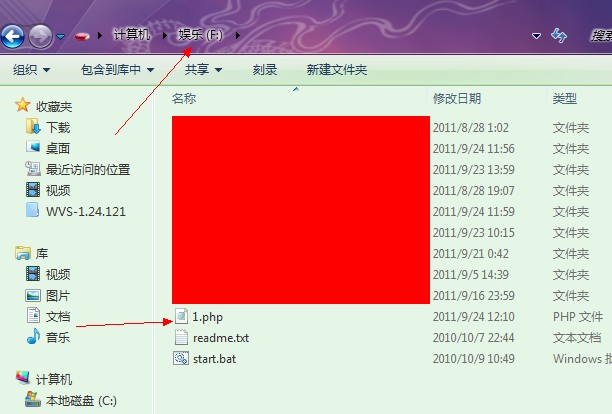 计算机 娱乐 (F:)
组织 包含到库中 共享 刻录 新建文件夹
收藏夹
下载
桌面
最近访问的位置
视频
WVS-1.24.121
库
视频
图片
文档
音乐
计算机
本地磁盘 (C:)
名称 修改日期 类型
2011/8/28 1:02 文件夹
2011/9/24 11:56 文件夹
2011/9/23 13:59 文件夹
2011/8/28 19:07 文件夹
2011/9/24 11:59 文件夹
2011/9/23 10:15 文件夹
2011/9/21 0:42 文件夹
2011/9/5 14:39 文件夹
2011/9/16 23:59 文件夹
1.php 2011/9/24 12:10 PHP 文件
readme.txt 2010/10/7 22:44 文本文档
start.bat 2010/10/9 10:49 Windows